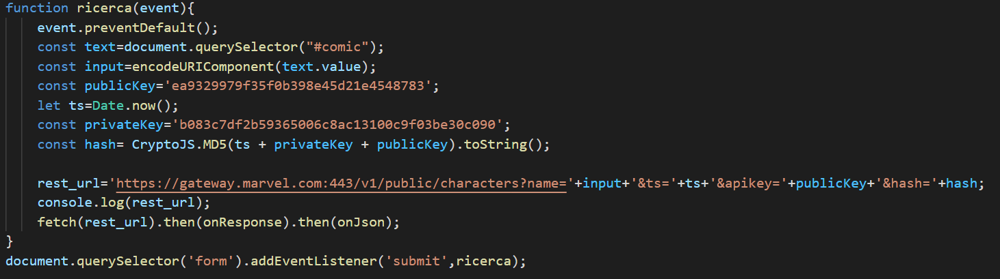 function ricerca(event){
    event.preventDefault();
    const text=document.querySelector("#comic");
    const input=encodeURIComponent(text.value);
    const publicKey='ea9329979f35f0b398e45d21e4548783';
    let ts=Date.now();
    const privateKey='b083c7df2b59365006c8ac13100c9f03be30c090';
    const hash= CryptoJS.MD5(ts + privateKey + publicKey).toString();
    rest_url='https://gateway.marvel.com:443/v1/public/characters?name='+input+'&ts='+ts+'&apikey='+publicKey+'&hash='+hash;
    console.log(rest_url);
    fetch(rest_url).then(onResponse).then(onJson);
}
document.querySelector('form').addEventListener('submit',ricerca);